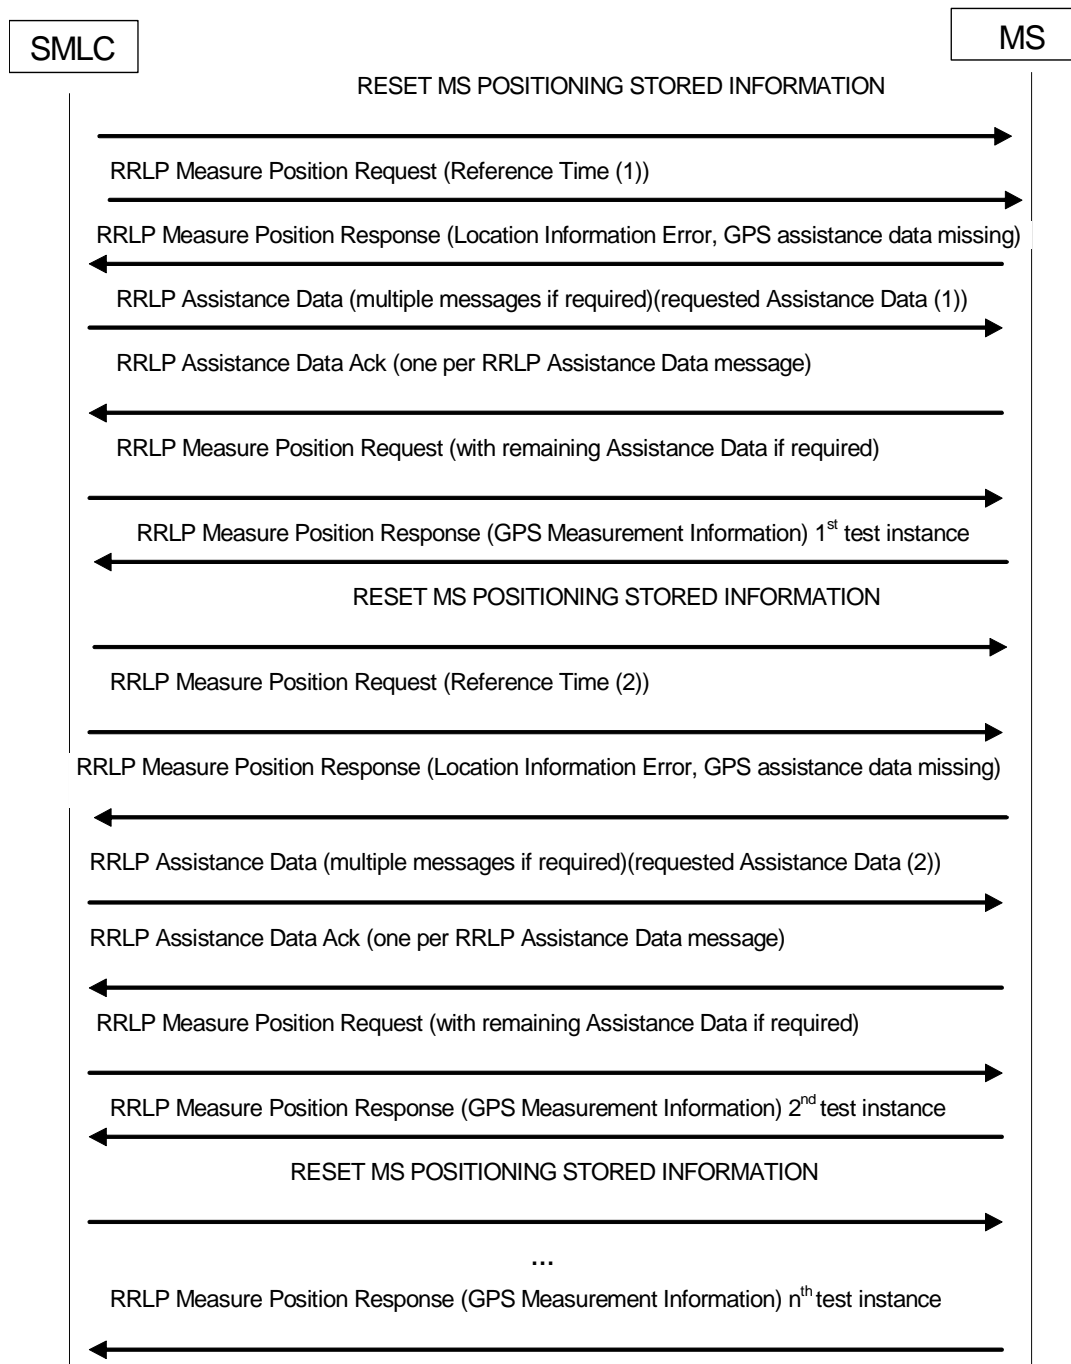 SMLC
MS
RESET MS POSITIONING STORED INFORMATION
RRLP Measure Position Request (Reference Time (1))
RRLP Measure Position Response (Location Information Error, GPS assistance data missing)
RRLP Assistance Data (multiple messages if required)(requested Assistance Data (1))
RRLP Assistance Data Ack (one per RRLP Assistance Data message)
RRLP Measure Position Request (with remaining Assistance Data if required)
RRLP Measure Position Response (GPS Measurement Information) 1st test instance
RESET MS POSITIONING STORED INFORMATION
RRLP Measure Position Request (Reference Time (2))
RRLP Measure Position Response (Location Information Error, GPS assistance data missing)
RRLP Assistance Data (multiple messages if required)(requested Assistance Data (2))
RRLP Assistance Data Ack (one per RRLP Assistance Data message)
RRLP Measure Position Request (with remaining Assistance Data if required)
RRLP Measure Position Response (GPS Measurement Information) 2nd test instance
RESET MS POSITIONING STORED INFORMATION
...
RRLP Measure Position Response (GPS Measurement Information) nth test instance